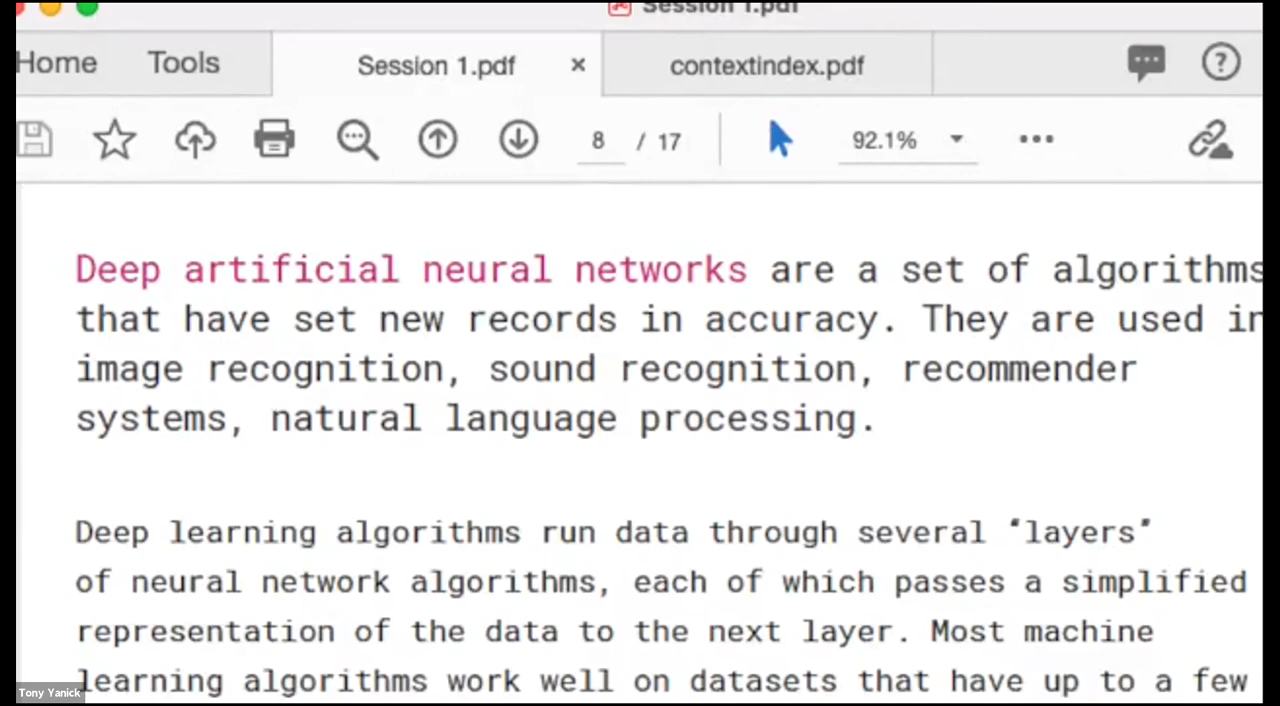 Session 1.pdf
Home Tools Session 1.pdf × contextindex.pdf
8 / 17 92.1%
Deep artificial neural networks are a set of algorithms
that have set new records in accuracy. They are used in
image recognition, sound recognition, recommender
systems, natural language processing.
Deep learning algorithms run data through several “layers”
of neural network algorithms, each of which passes a simplified
representation of the data to the next layer. Most machine
learning algorithms work well on datasets that have up to a few
Tony Yanick